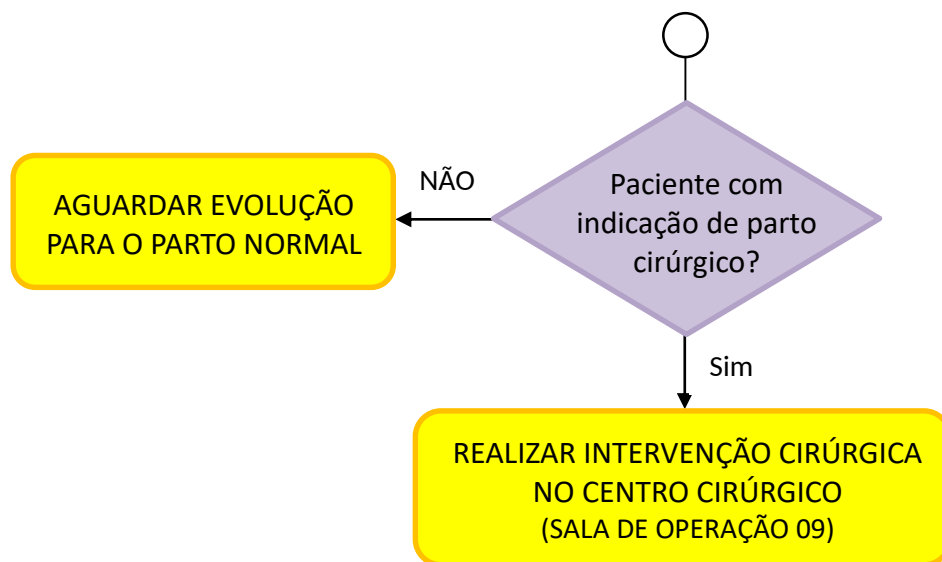 NÃO
Paciente com
indicação de parto
cirúrgico?
AGUARDAR EVOLUÇÃO
PARA O PARTO NORMAL
Sim
REALIZAR INTERVENÇÃO CIRÚRGICA
NO CENTRO CIRÚRGICO
(SALA DE OPERAÇÃO 09)